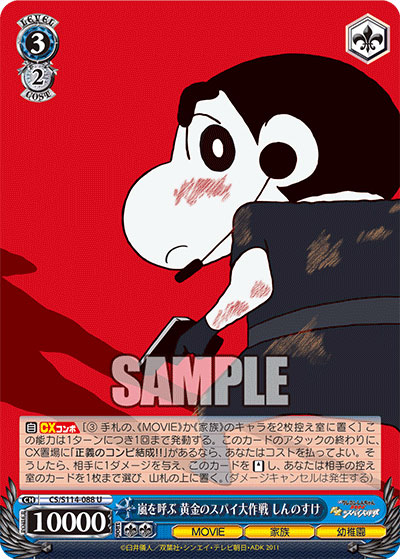 LEVEL
3
2
COST
SAMPLE
自 CXコンボ [③ 手札の、《MOVIE》か《家族》のキャラを2枚控え室に置く] こ
の能力は1ターンにつき1回まで発動する。このカードのアタックの終わりに、
CX置場に「正義のコンビ結成!!」があるなら、あなたはコストを払ってよい。そ
うしたら、相手に1ダメージを与え、このカードを【レスト】し、あなたは相手の控え
室のカードを1枚まで選び、山札の上に置く。(ダメージキャンセルは発生する)
CH CS/S114-088 U 嵐を呼ぶ 黄金のスパイ大作戦 しんのすけ
10000 MOVIE 家族 幼稚園
©臼井儀人/双葉社・シンエイ・テレビ朝日・ADK 2011